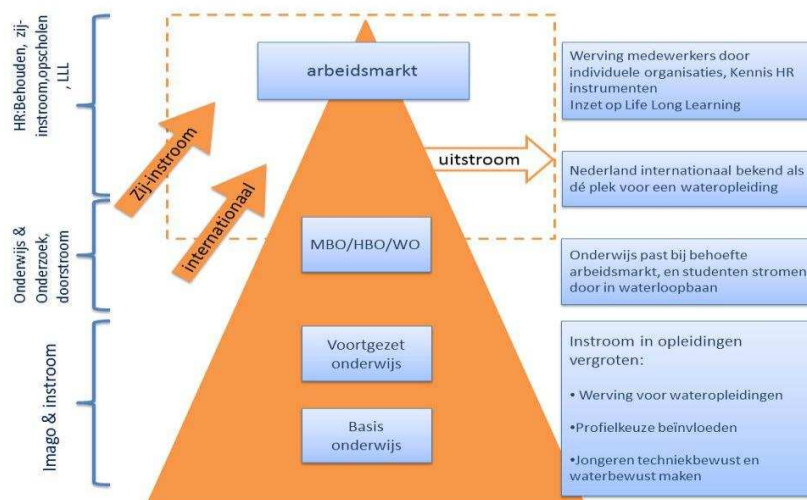 HR:Behouden, zij-
instroom,opscholen
, LLL
Onderwijs &
Onderzoek,
doorstroom
Imago & instroom
Zij-instroom
internationaal
arbeidsmarkt
uitstroom
MBO/HBO/WO
Voortgezet
onderwijs
Basis
onderwijs
Werving medewerkers door
individuele organisaties, Kennis HR
instrumenten
Inzet op Life Long Learning
Nederland internationaal bekend als
dé plek voor een wateropleiding
Onderwijs past bij behoefte
arbeidsmarkt, en studenten stromen
door in waterloopbaan
Instroom in opleidingen
vergroten:
• Werving voor wateropleidingen
• Profielkeuze beïnvloeden
•Jongeren techniekbewust en
waterbewust maken